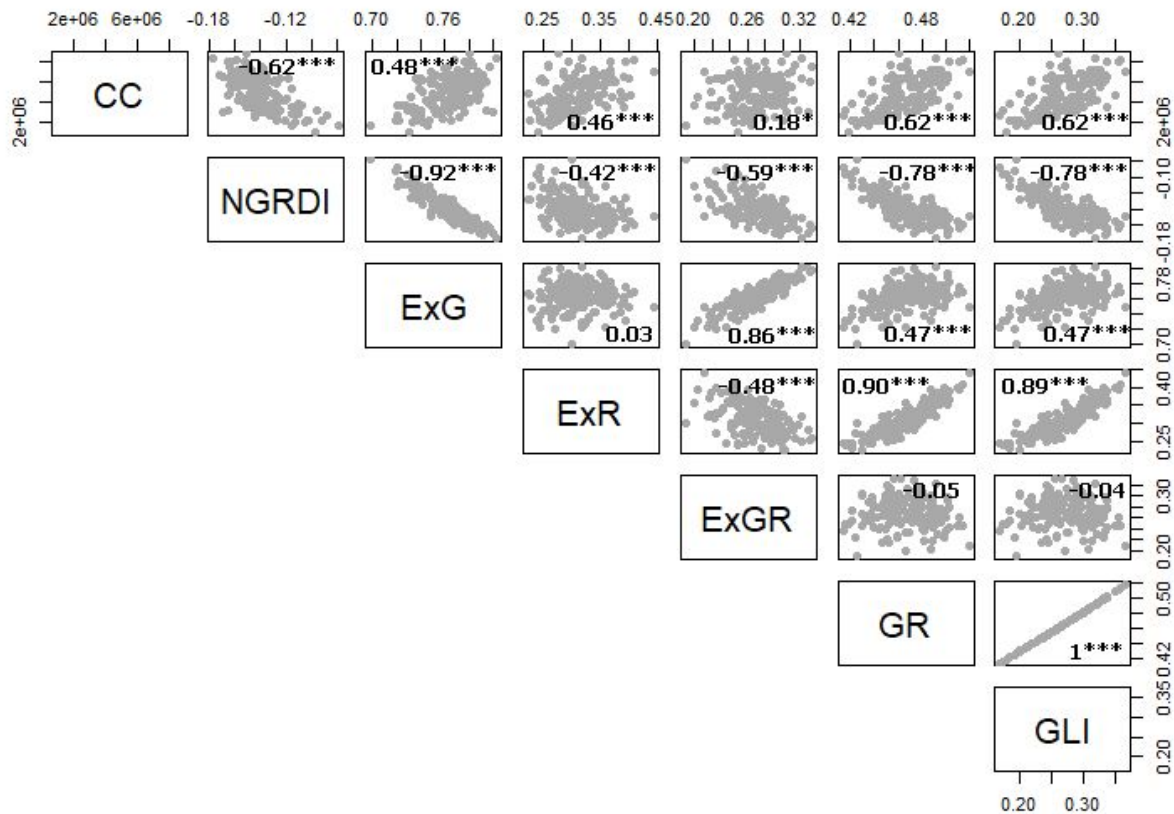 -0.18 -0.12 0.70 0.76 0.25 0.35 0.45 0.20 0.26 0.32 0.42 0.48 0.20 0.30
2e+06 6e+06
CC -0.62*** 0.48*** 0.46*** 0.18* 0.62*** 0.62***
2e+06 2e+06
NGRDI -0.92*** -0.42*** -0.59*** -0.78*** -0.78***
-0.18 -0.10
ExG 0.03 0.86*** 0.47*** 0.47***
0.70 0.78
ExR -0.48*** 0.90*** 0.89***
0.25 0.40
ExGR -0.05 -0.04
0.20 0.30
GR 1***
0.42 0.50
GLI
0.20 0.35
0.20 0.30